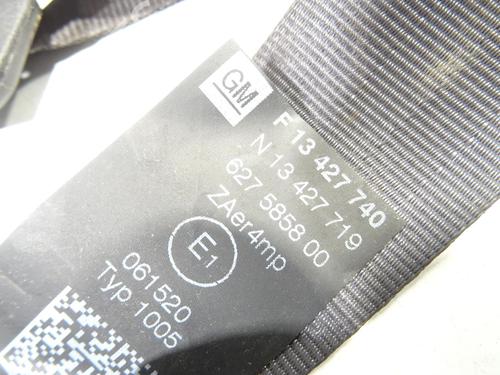 GM
F 13 427 740
N 13 427 719
627 5858 00
ZAer4mp
E1
061520
Typ 1005